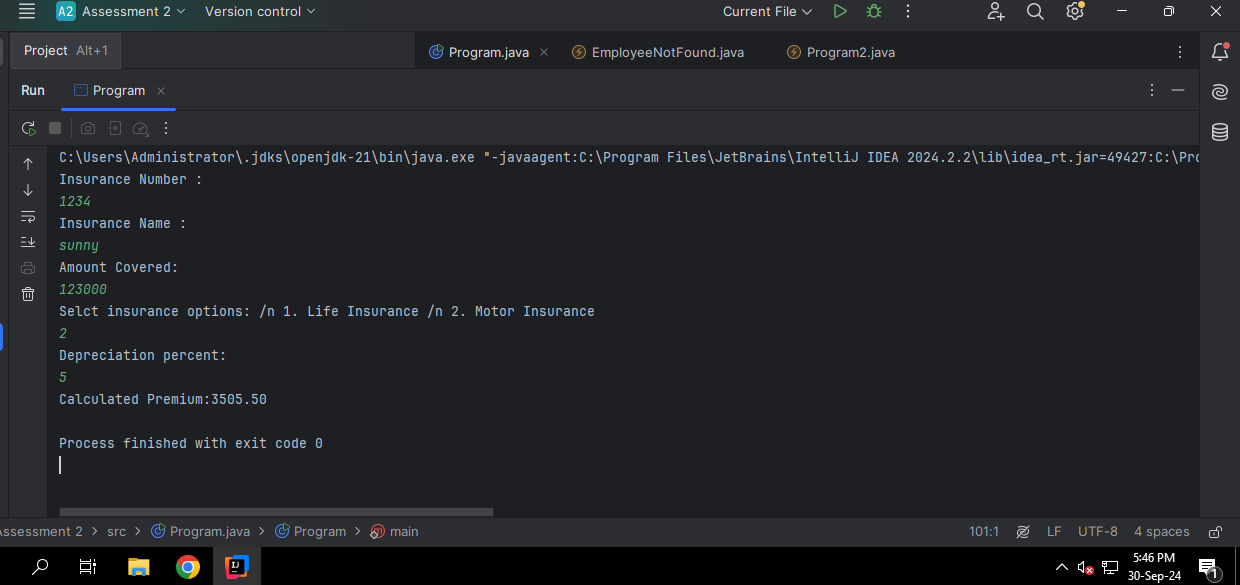 A2 Assessment 2 Version control Current File
Project Alt+1 Program.java EmployeeNotFound.java Program2.java
Run Program
C:\Users\Administrator\.jdks\openjdk-21\bin\java.exe "-javaagent:C:\Program Files\JetBrains\IntelliJ IDEA 2024.2.2\lib\idea_rt.jar=49427:C:\Pro
Insurance Number :
1234
Insurance Name :
sunny
Amount Covered:
123000
Selct insurance options: /n 1. Life Insurance /n 2. Motor Insurance
2
Depreciation percent:
5
Calculated Premium:3505.50
Process finished with exit code 0
Assessment 2 > src > Program.java > Program > main 101:1 LF UTF-8 4 spaces
5:46 PM
30-Sep-24 1